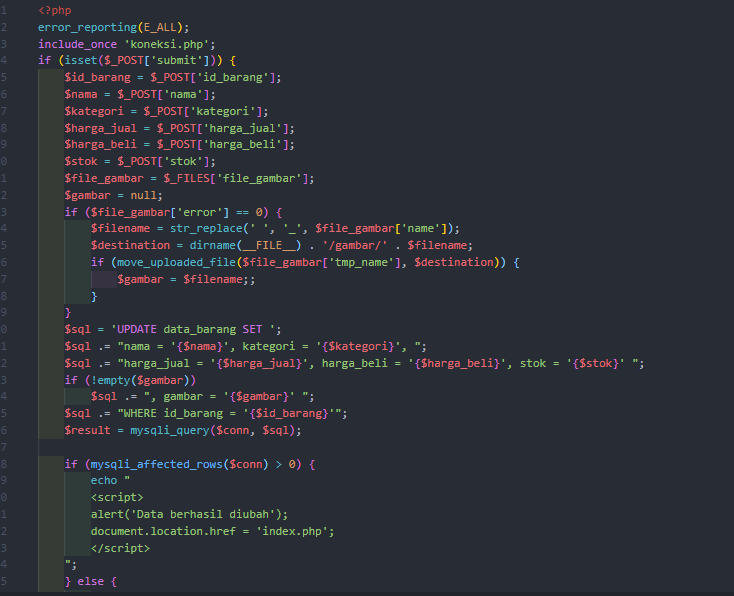 1 <?php
2 error_reporting(E_ALL);
3 include_once 'koneksi.php';
4 if (isset($_POST['submit'])) {
5 $id_barang = $_POST['id_barang'];
6 $nama = $_POST['nama'];
7 $kategori = $_POST['kategori'];
8 $harga_jual = $_POST['harga_jual'];
9 $harga_beli = $_POST['harga_beli'];
0 $stok = $_POST['stok'];
1 $file_gambar = $_FILES['file_gambar'];
2 $gambar = null;
3 if ($file_gambar['error'] == 0) {
4 $filename = str_replace(' ', '_', $file_gambar['name']);
5 $destination = dirname(__FILE__) . '/gambar/' . $filename;
6 if (move_uploaded_file($file_gambar['tmp_name'], $destination)) {
7 $gambar = $filename;;
8 }
9 }
0 $sql = 'UPDATE data_barang SET ';
1 $sql .= "nama = '{$nama}', kategori = '{$kategori}', ";
2 $sql .= "harga_jual = '{$harga_jual}', harga_beli = '{$harga_beli}', stok = '{$stok}' ";
3 if (!empty($gambar))
4 $sql .= ", gambar = '{$gambar}' ";
5 $sql .= "WHERE id_barang = '{$id_barang}'";
6 $result = mysqli_query($conn, $sql);
7
8 if (mysqli_affected_rows($conn) > 0) {
9 echo "
0 <script>
1 alert('Data berhasil diubah');
2 document.location.href = 'index.php';
3 </script>
4 ";
5 } else {